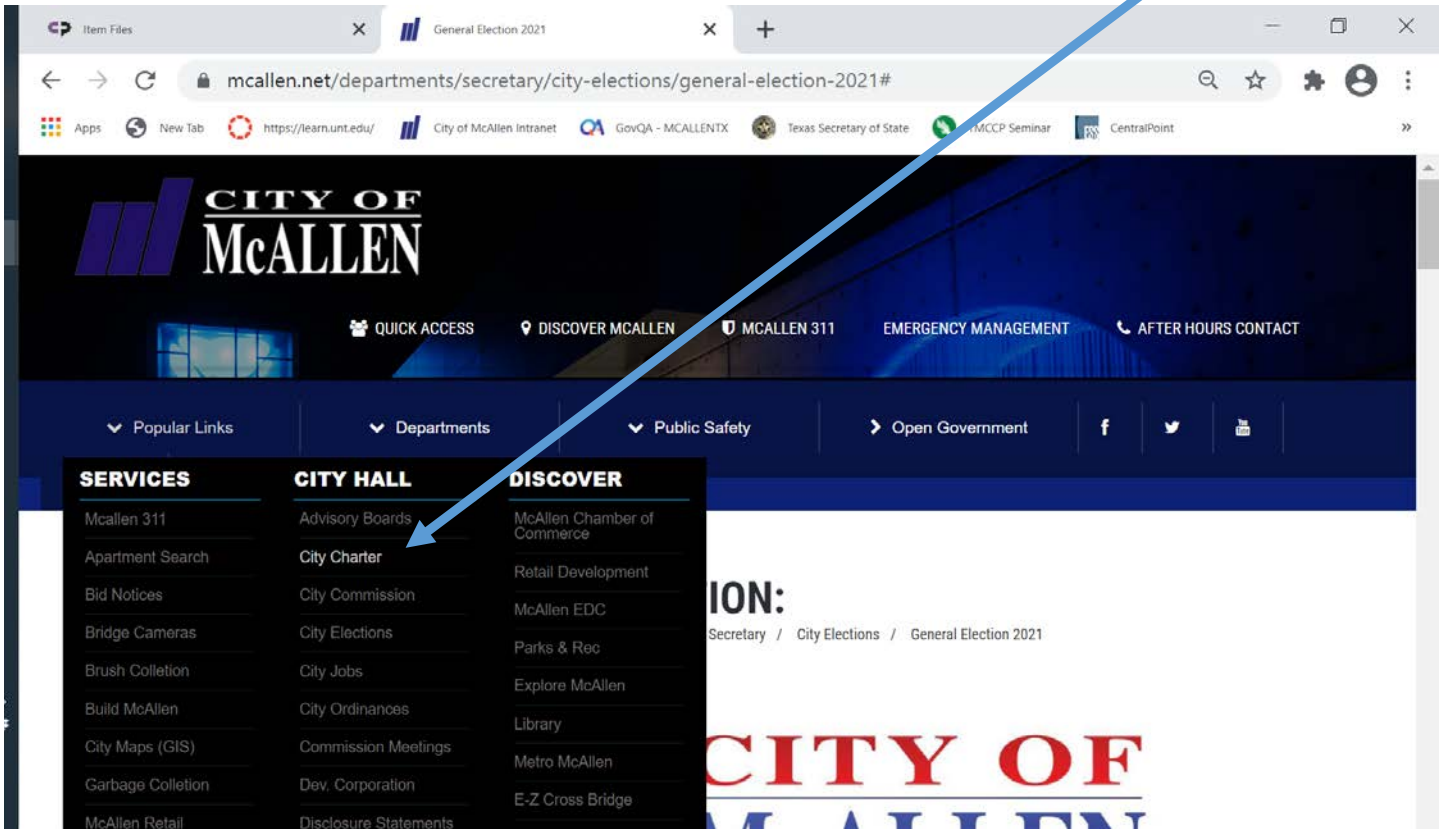 Item Files
General Election 2021
mcallen.net/departments/secretary/city-elections/general-election-2021#
Apps New Tab https://learn.unt.edu/ City of McAllen Intranet GovQA - MCALLENTX Texas Secretary of State TMCCP Seminar CentralPoint »
CITY OF
McALLEN
QUICK ACCESS DISCOVER MCALLEN MCALLEN 311 EMERGENCY MANAGEMENT AFTER HOURS CONTACT
Popular Links Departments Public Safety Open Government
SERVICES
Mcallen 311
Apartment Search
Bid Notices
Bridge Cameras
Brush Colletion
Build McAllen
City Maps (GIS)
Garbage Colletion
McAllen Retail
CITY HALL
Advisory Boards
City Charter
City Commission
City Elections
City Jobs
City Ordinances
Commission Meetings
Dev. Corporation
Disclosure Statements
DISCOVER
McAllen Chamber of
Commerce
Retail Development
McAllen EDC
Parks & Rec
Explore McAllen
Library
Metro McAllen
E-Z Cross Bridge
ION:
Secretary / City Elections / General Election 2021
CITY OF
McALLEN